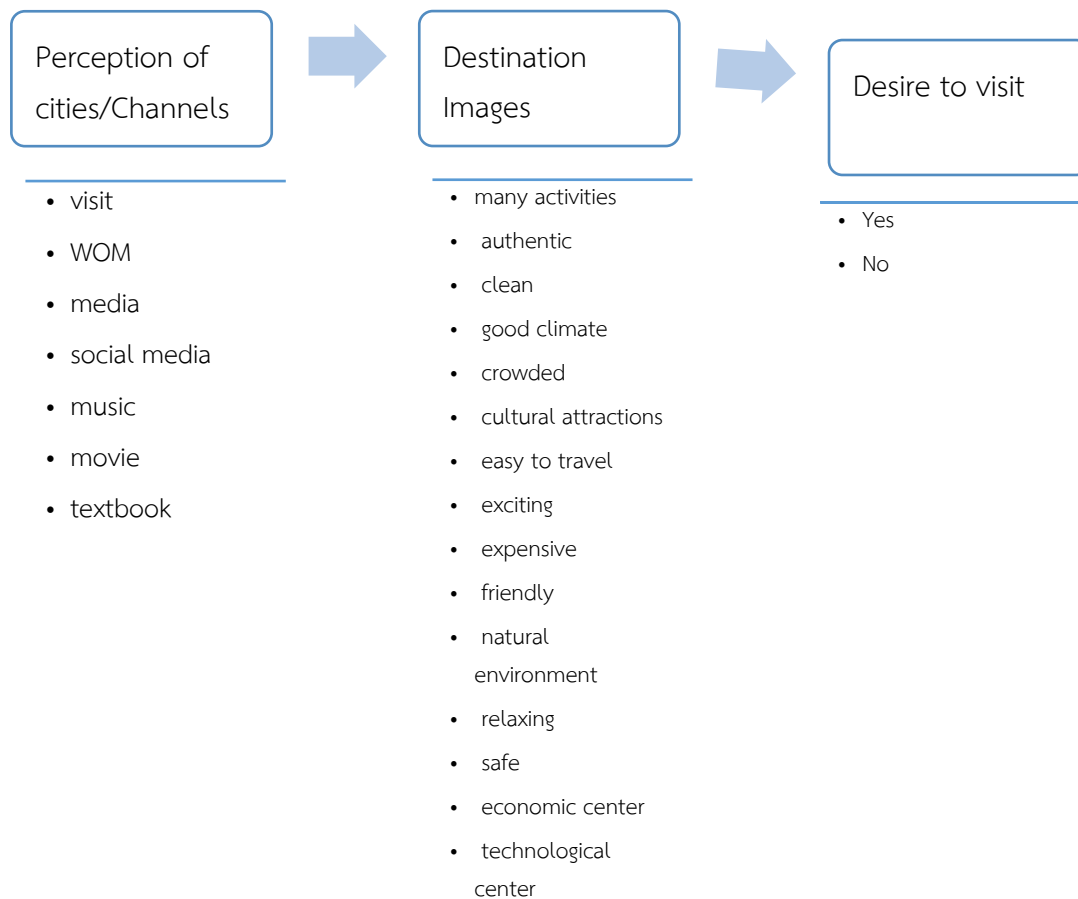 Perception of
cities/Channels
• visit
• WOM
• media
• social media
• music
• movie
• textbook
Destination
Images
• many activities
• authentic
• clean
• good climate
• crowded
• cultural attractions
• easy to travel
• exciting
• expensive
• friendly
• natural
environment
• relaxing
• safe
• economic center
• technological
center
Desire to visit
• Yes
• No